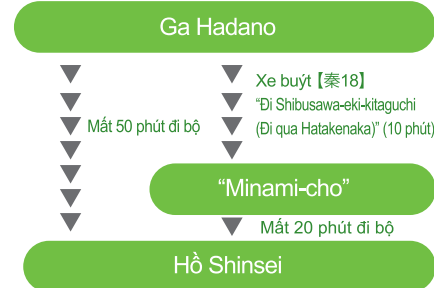 Ga Hadano
Xe buýt【秦18】
"Đi Shibusawa-eki-kitaguchi
Mất 50 phút đi bộ
(Đi qua Hatakenaka)" (10 phút)
"Minami-cho"
Mất 20 phút đi bộ
Hồ Shinsei